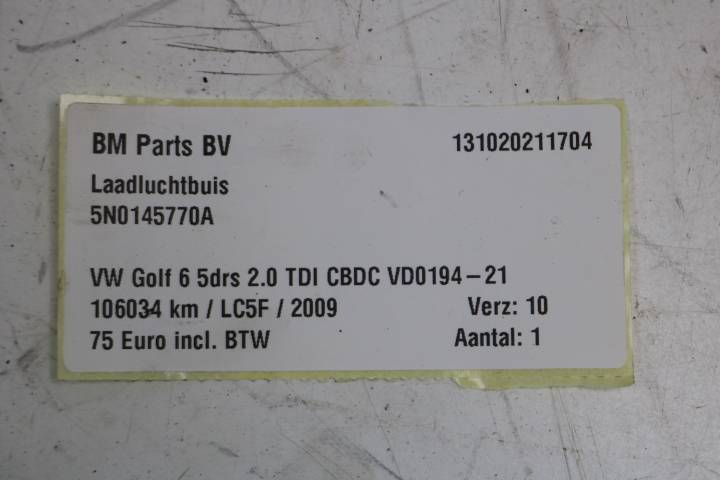 BM Parts BV 131020211704
Laadluchtbuis
5N0145770A
VW Golf 6 5drs 2.0 TDI CBDC VD0194-21
106034 km / LC5F / 2009 Verz: 10
75 Euro incl. BTW Aantal: 1